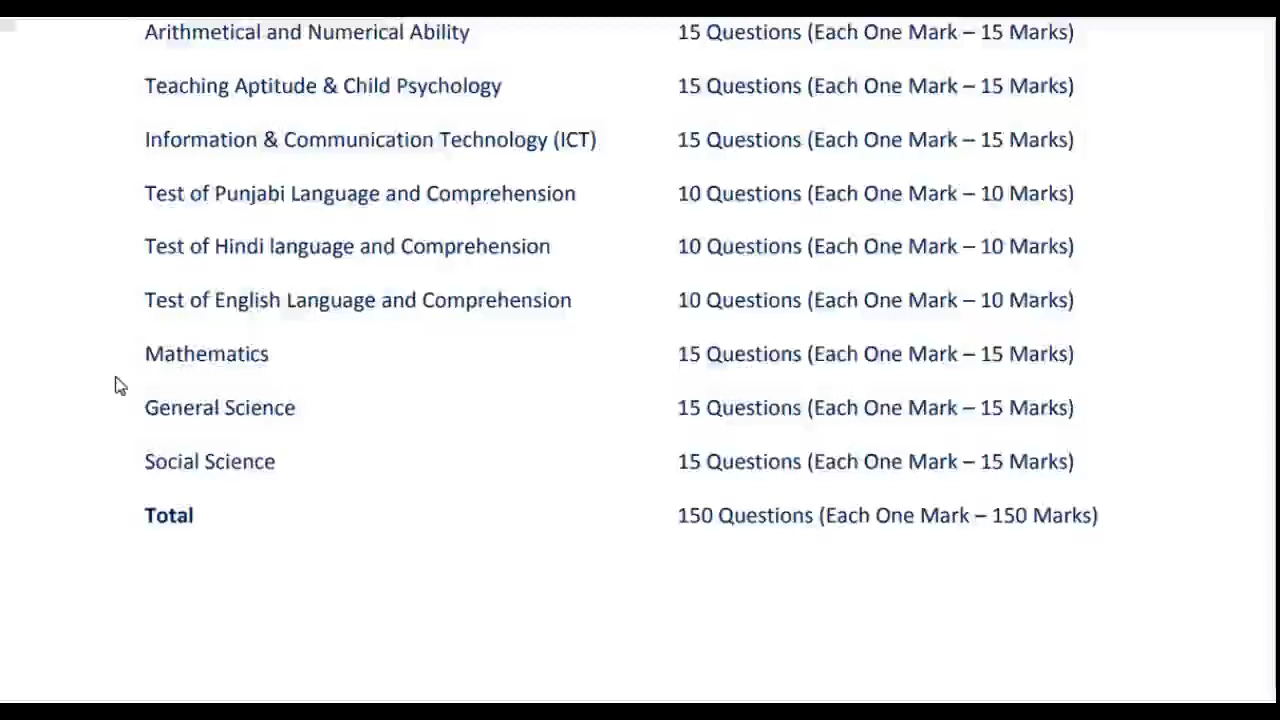 Arithmetical and Numerical Ability 15 Questions (Each One Mark – 15 Marks)
Teaching Aptitude & Child Psychology 15 Questions (Each One Mark – 15 Marks)
Information & Communication Technology (ICT) 15 Questions (Each One Mark – 15 Marks)
Test of Punjabi Language and Comprehension 10 Questions (Each One Mark – 10 Marks)
Test of Hindi language and Comprehension 10 Questions (Each One Mark – 10 Marks)
Test of English Language and Comprehension 10 Questions (Each One Mark – 10 Marks)
Mathematics 15 Questions (Each One Mark – 15 Marks)
General Science 15 Questions (Each One Mark – 15 Marks)
Social Science 15 Questions (Each One Mark – 15 Marks)
Total 150 Questions (Each One Mark – 150 Marks)